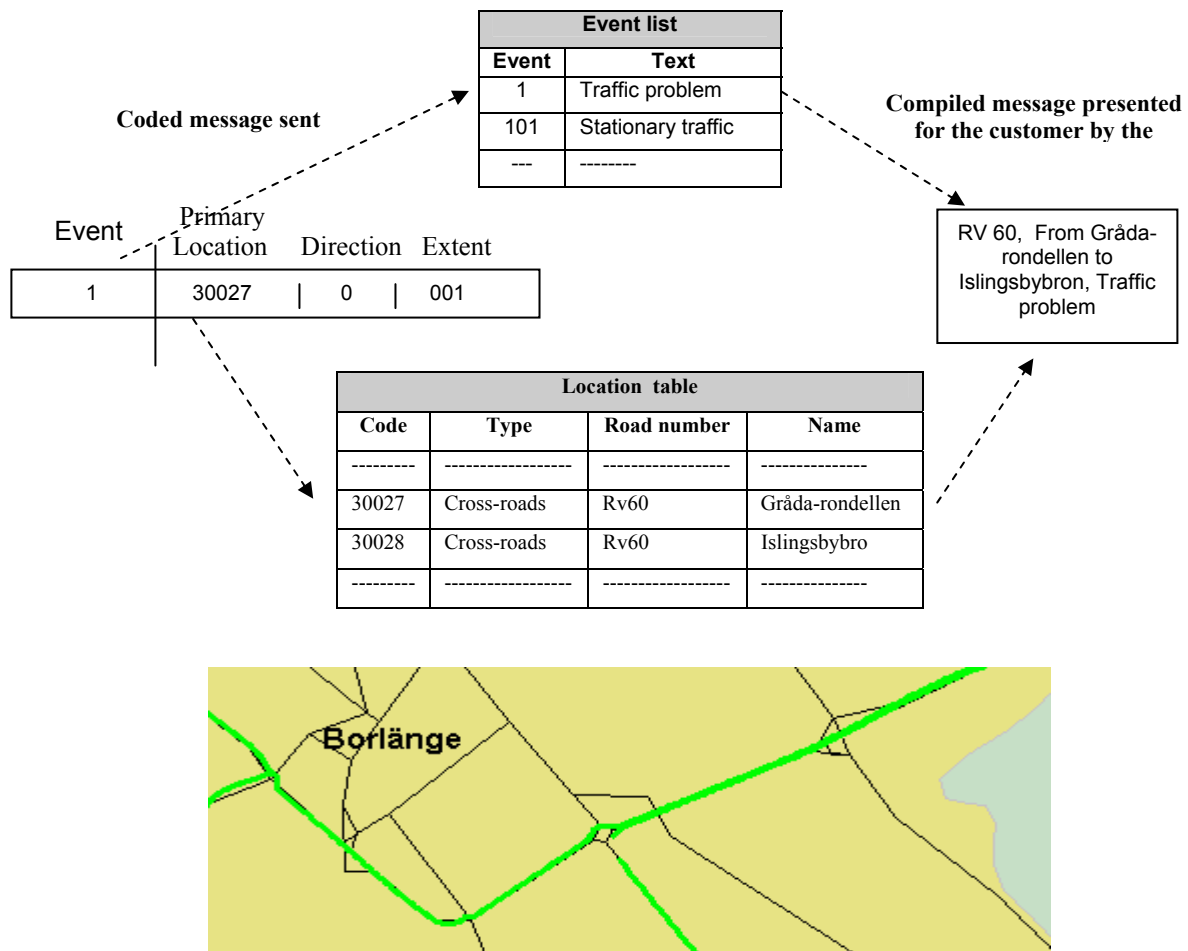 Event list
Event Text
1 Traffic problem
101 Stationary traffic
--- --------
Coded message sent
Compiled message presented
for the customer by the
Event
Primary
Location Direction Extent
1 30027 | 0 | 001
RV 60, From Gråda-
rondellen to
Islingsbybron, Traffic
problem
Location table
Code Type Road number Name
--------- ------------------ ------------------ ---------------
30027 Cross-roads Rv60 Gråda-rondellen
30028 Cross-roads Rv60 Islingsbybro
--------- ------------------ ------------------ ---------------
Borlänge